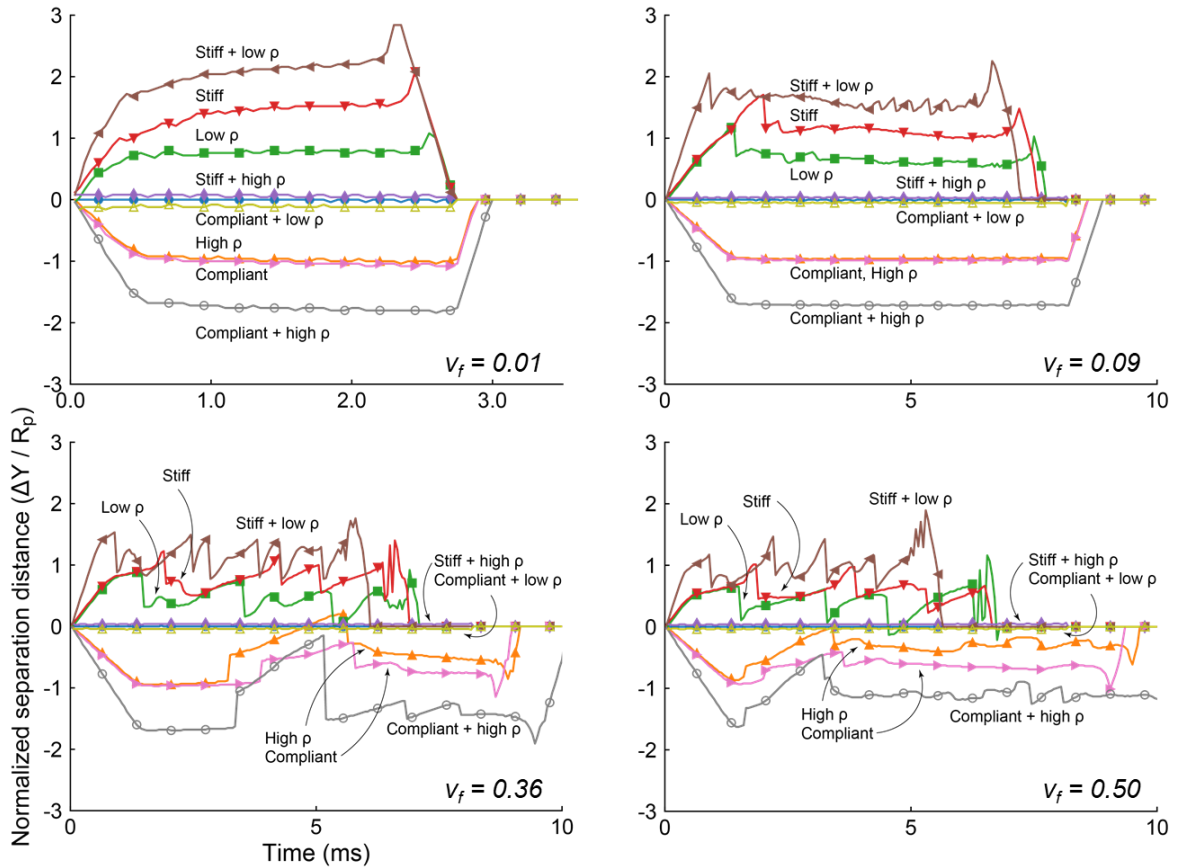 3
2
1
0
-1
-2
-3
Stiff + low ρ
Stiff
Low ρ
Stiff + high ρ
Compliant + low ρ
High ρ
Compliant
Compliant + high ρ
v_f = 0.01
0.0
1.0
2.0
3.0
3
2
1
0
-1
-2
-3
Stiff + low ρ
Stiff
Low ρ
Stiff + high ρ
Compliant + low ρ
Compliant, High ρ
Compliant + high ρ
v_f = 0.09
0
5
10
Normalized separation distance (ΔY / R_p)
3
2
1
0
-1
-2
-3
Stiff
Low ρ
Stiff + low ρ
Stiff + high ρ
Compliant + low ρ
High ρ
Compliant
Compliant + high ρ
v_f = 0.36
0
5
10
Time (ms)
3
2
1
0
-1
-2
-3
Low ρ
Stiff
Stiff + low ρ
Stiff + high ρ
Compliant + low ρ
High ρ
Compliant
Compliant + high ρ
v_f = 0.50
0
5
10